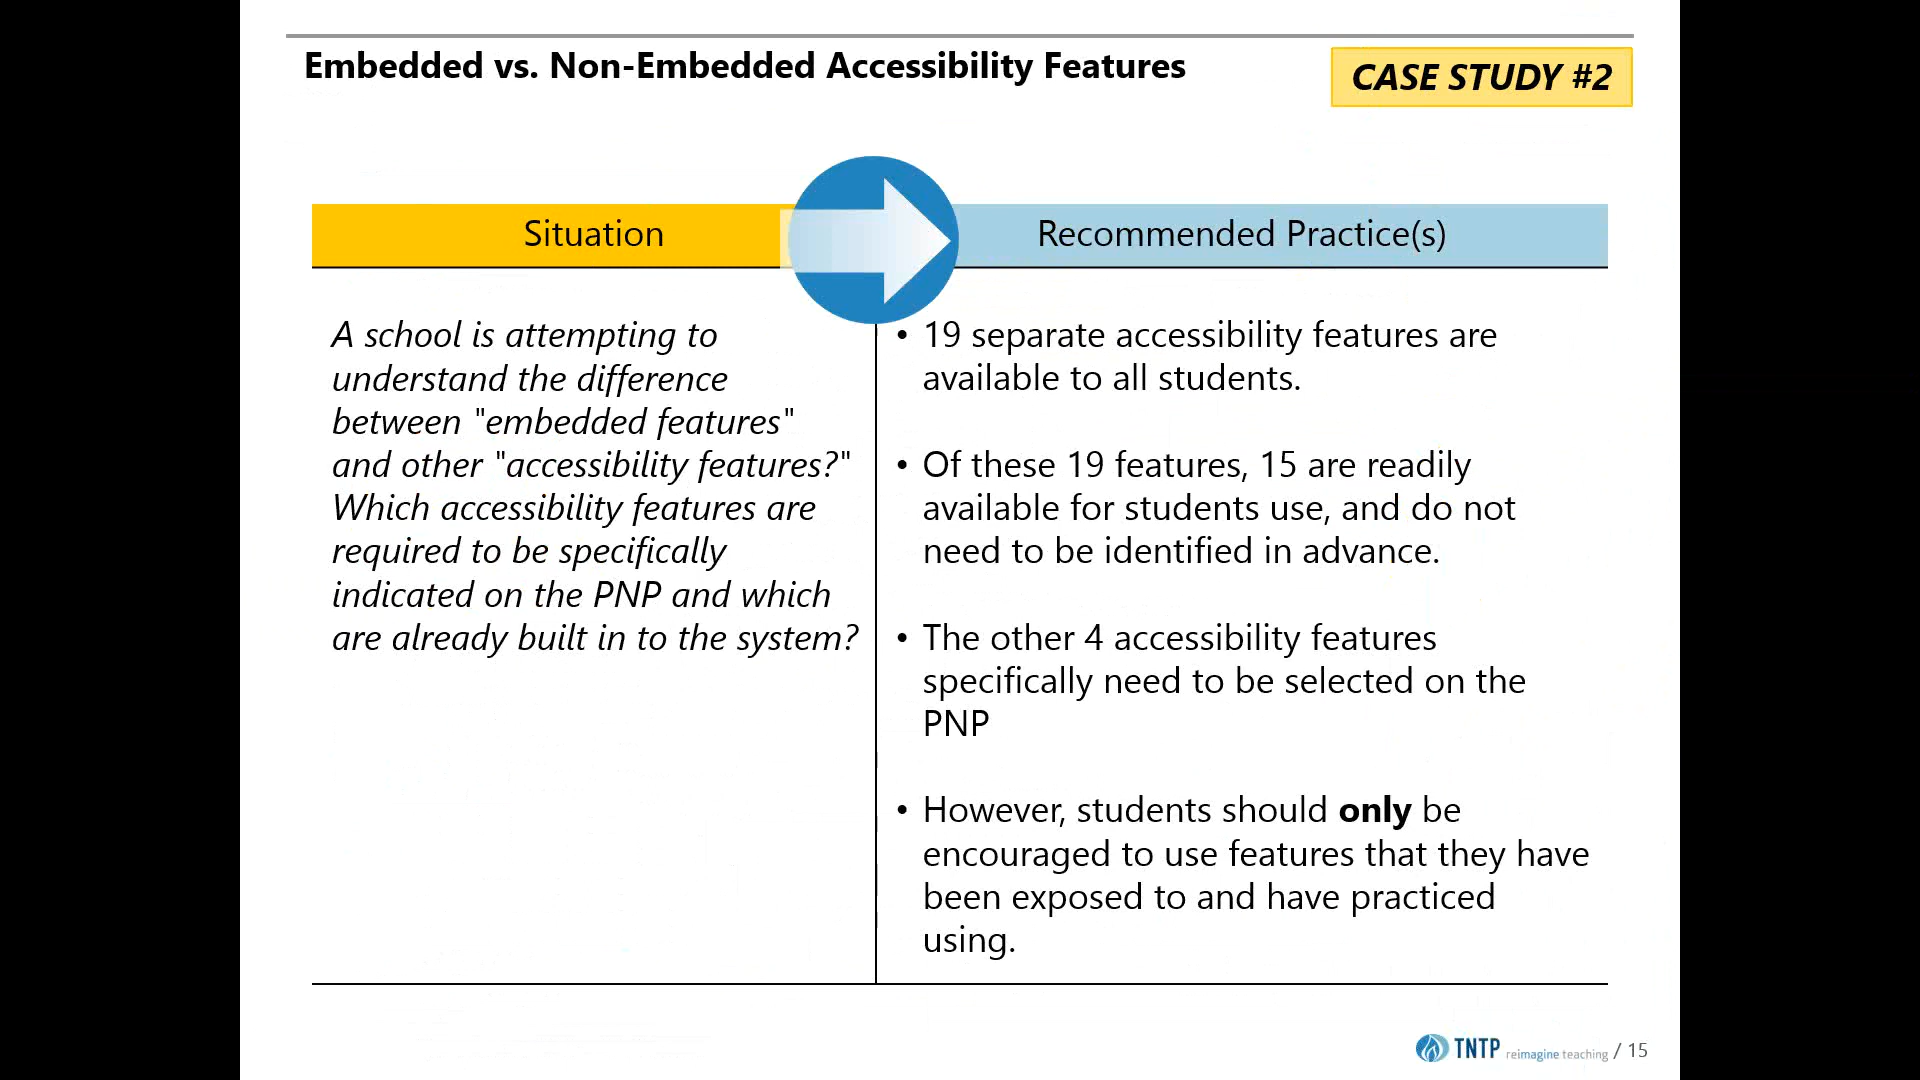 Embedded vs. Non-Embedded Accessibility Features
CASE STUDY #2
Situation
Recommended Practice(s)
A school is attempting to
understand the difference
between "embedded features"
and other "accessibility features?"
Which accessibility features are
required to be specifically
indicated on the PNP and which
are already built in to the system?
• 19 separate accessibility features are
available to all students.
• Of these 19 features, 15 are readily
available for students use, and do not
need to be identified in advance.
• The other 4 accessibility features
specifically need to be selected on the
PNP
• However, students should only be
encouraged to use features that they have
been exposed to and have practiced
using.
TNTP reimagine teaching / 15